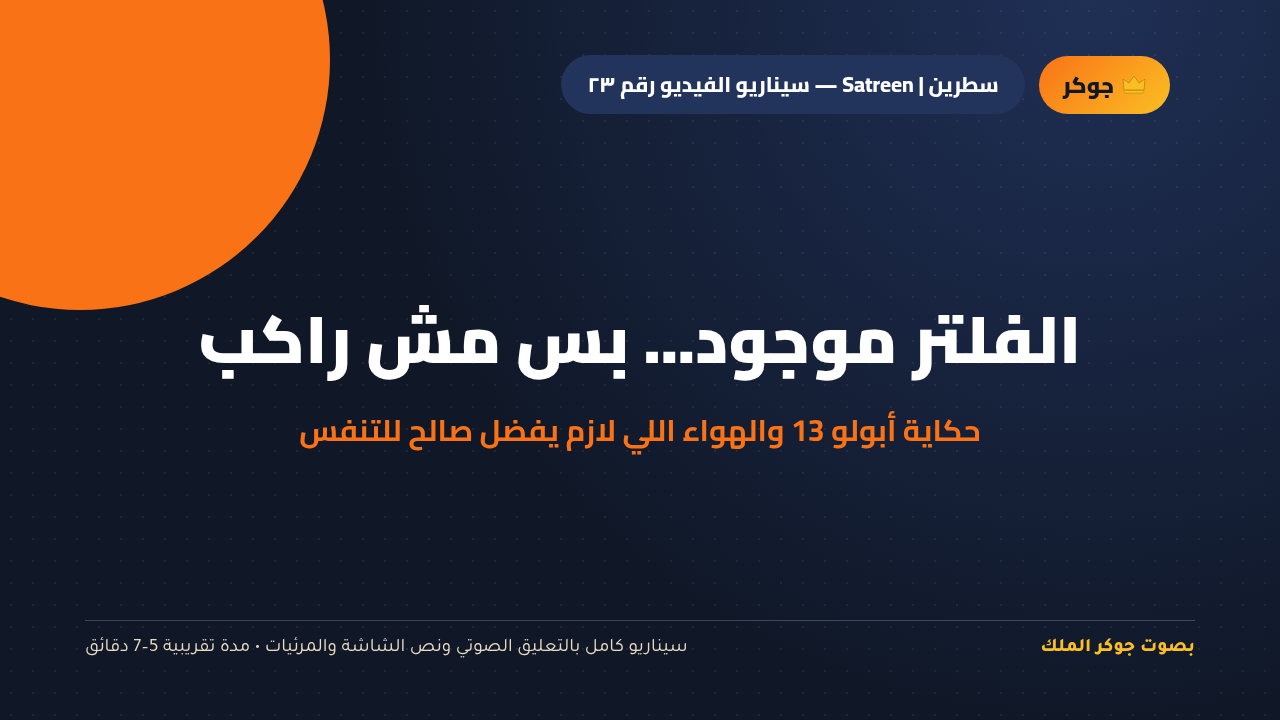 جوكر
سطرين | Satreen — سيناريو الفيديو رقم ٢٣
الفلتر موجود... بس مش راكب
حكاية أبولو 13 والهواء اللي لازم يفضل صالح للتنفس
بصوت جوكر الملك
سيناريو كامل بالتعليق الصوتي ونص الشاشة والمرئيات • مدة تقريبية 5-7 دقائق